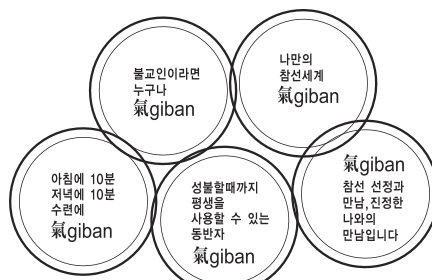 불교인이라면
누구나
氣giban
나만의
참선세계
氣giban
아침에 10분
저녁에 10분
수련에
氣giban
성불할때까지
평생을
사용할 수 있는
동반자
氣giban
氣giban
참선 선정과
만남,진정한
나와의
만남입니다